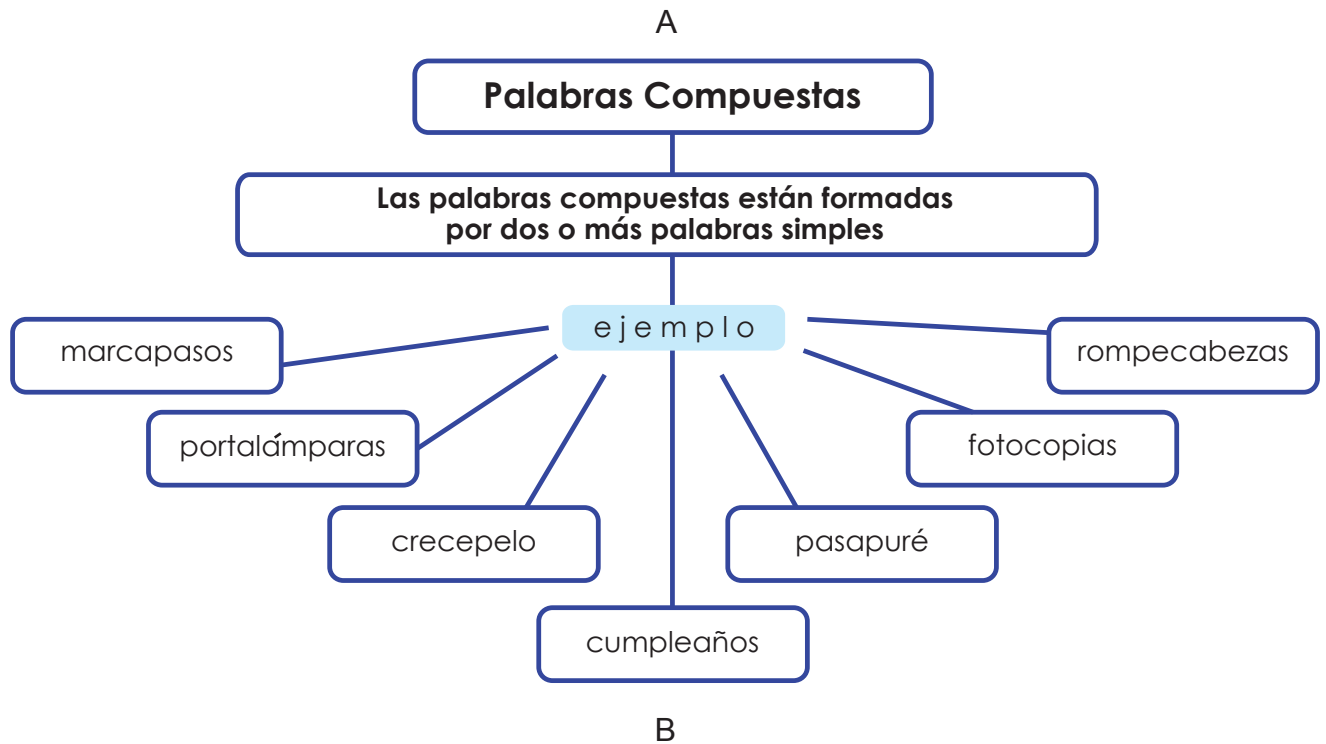 A
Palabras Compuestas
Las palabras compuestas están formadas
por dos o más palabras simples
ejemplo
marcapasos
rompecabezas
portalámparas
fotocopias
crecepelo
pasapuré
cumpleaños
B